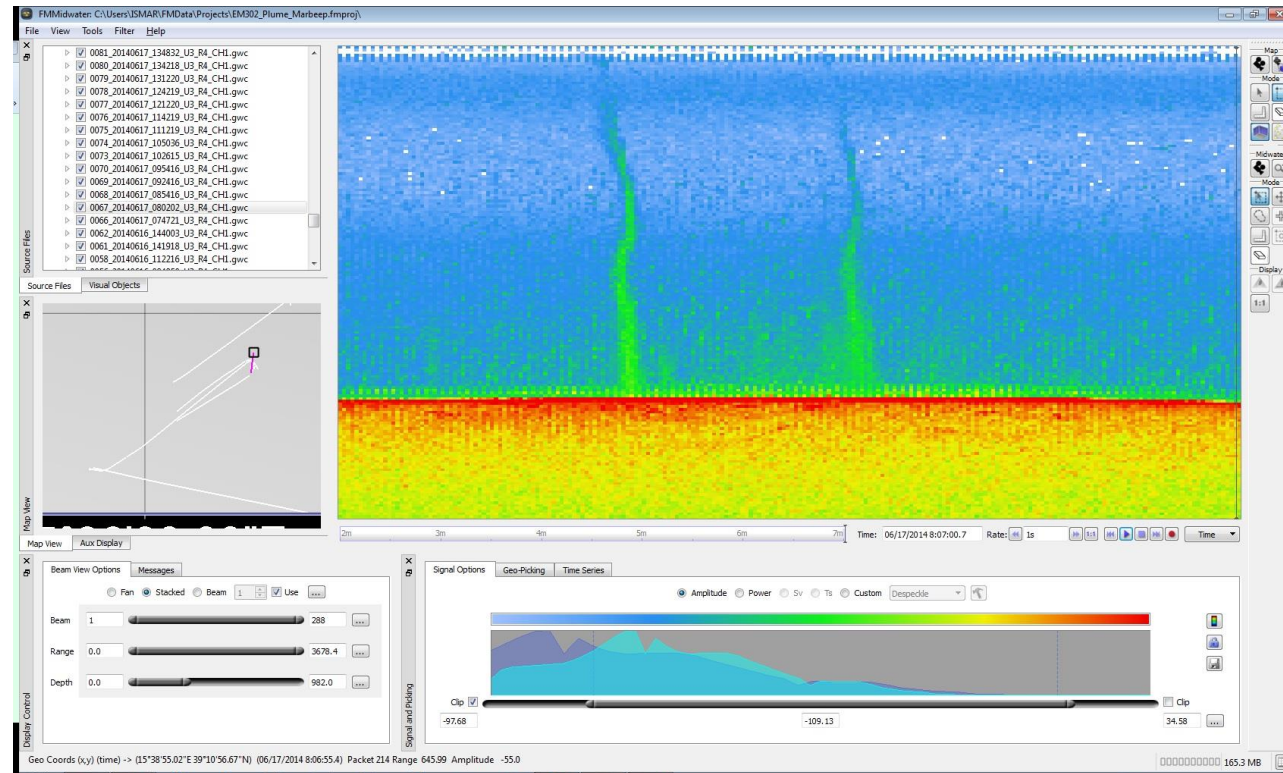 FMMidwater: C:\Users\ISMAR\FMData\Projects\EM302_Plume_Marbeep.fmproj\
File View Tools Filter Help
0081_20140617_134832_U3_R4_CH1.gwc
0080_20140617_134218_U3_R4_CH1.gwc
0079_20140617_131220_U3_R4_CH1.gwc
0078_20140617_124219_U3_R4_CH1.gwc
0077_20140617_121220_U3_R4_CH1.gwc
0076_20140617_114219_U3_R4_CH1.gwc
0075_20140617_111219_U3_R4_CH1.gwc
0074_20140617_105036_U3_R4_CH1.gwc
0073_20140617_102615_U3_R4_CH1.gwc
0070_20140617_095416_U3_R4_CH1.gwc
0069_20140617_092416_U3_R4_CH1.gwc
0068_20140617_085416_U3_R4_CH1.gwc
0067_20140617_080202_U3_R4_CH1.gwc
0066_20140617_074721_U3_R4_CH1.gwc
0062_20140616_144003_U3_R4_CH1.gwc
0061_20140616_141918_U3_R4_CH1.gwc
0058_20140616_112216_U3_R4_CH1.gwc
Source Files
Source Files Visual Objects
Map View
Map View Aux Display
Map
Mode
Midwater
Mode
Display
1:1
2m 3m 4m 5m 6m 7m Time: 06/17/2014 8:07:00.7 Rate: 1s 1:1 Time
Display Control
Beam View Options Messages
Fan Stacked Beam 1 Use ...
Beam 1 288 ...
Range 0.0 3678.4 ...
Depth 0.0 982.0 ...
Signal and Picking
Signal Options Geo-Picking Time Series
Amplitude Power Sv Ts Custom Despeckle
Clip Clip
-97.68 -109.13 34.58 ...
Geo Coords (x,y) (time) -> (15°38'55.02"E 39°10'56.67"N) (06/17/2014 8:06:55.4) Packet 214 Range 645.99 Amplitude -55.0
165.3 MB